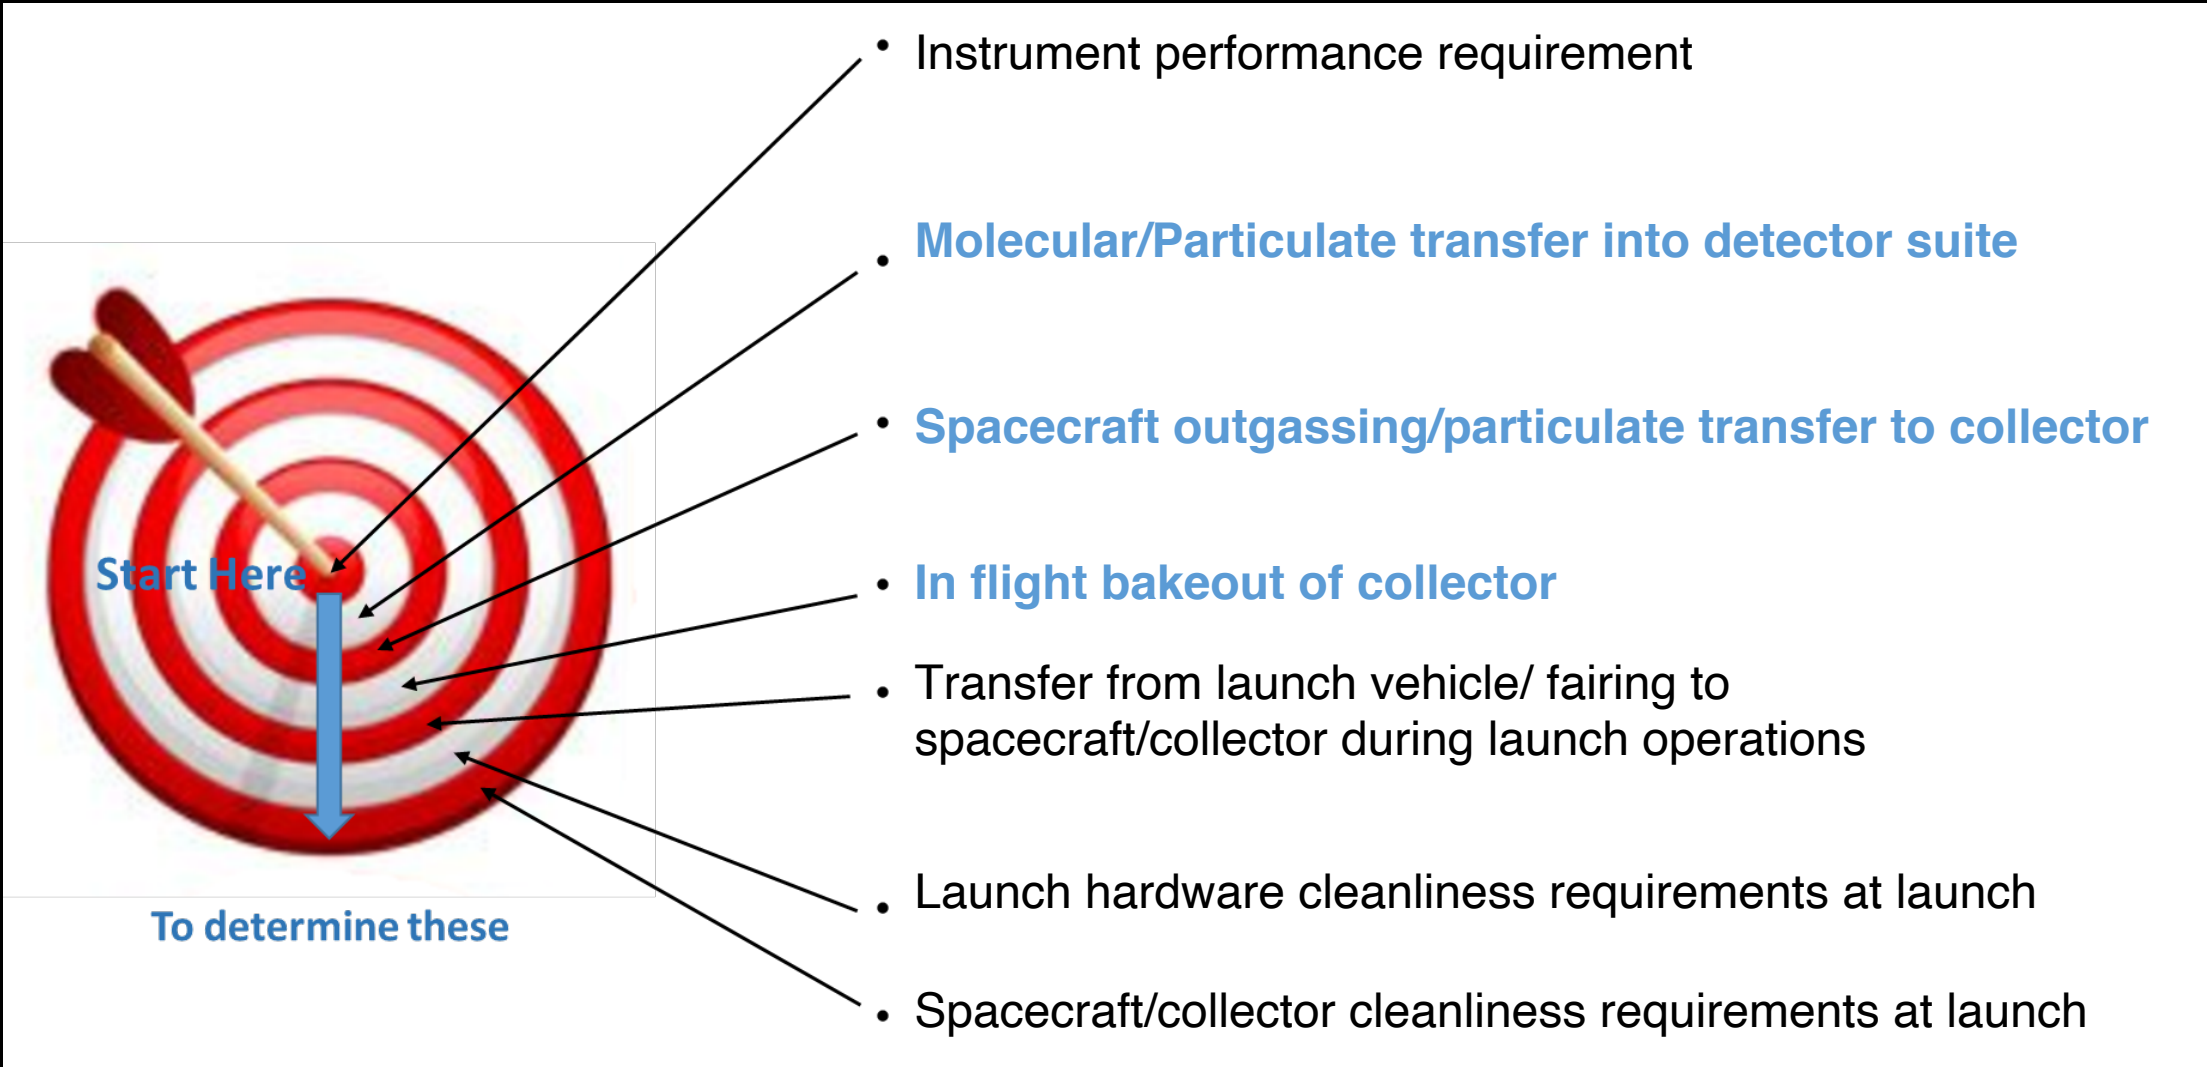 • Instrument performance requirement
• Molecular/Particulate transfer into detector suite
• Spacecraft outgassing/particulate transfer to collector
Start Here
• In flight bakeout of collector
• Transfer from launch vehicle/ fairing to
spacecraft/collector during launch operations
• Launch hardware cleanliness requirements at launch
To determine these
• Spacecraft/collector cleanliness requirements at launch